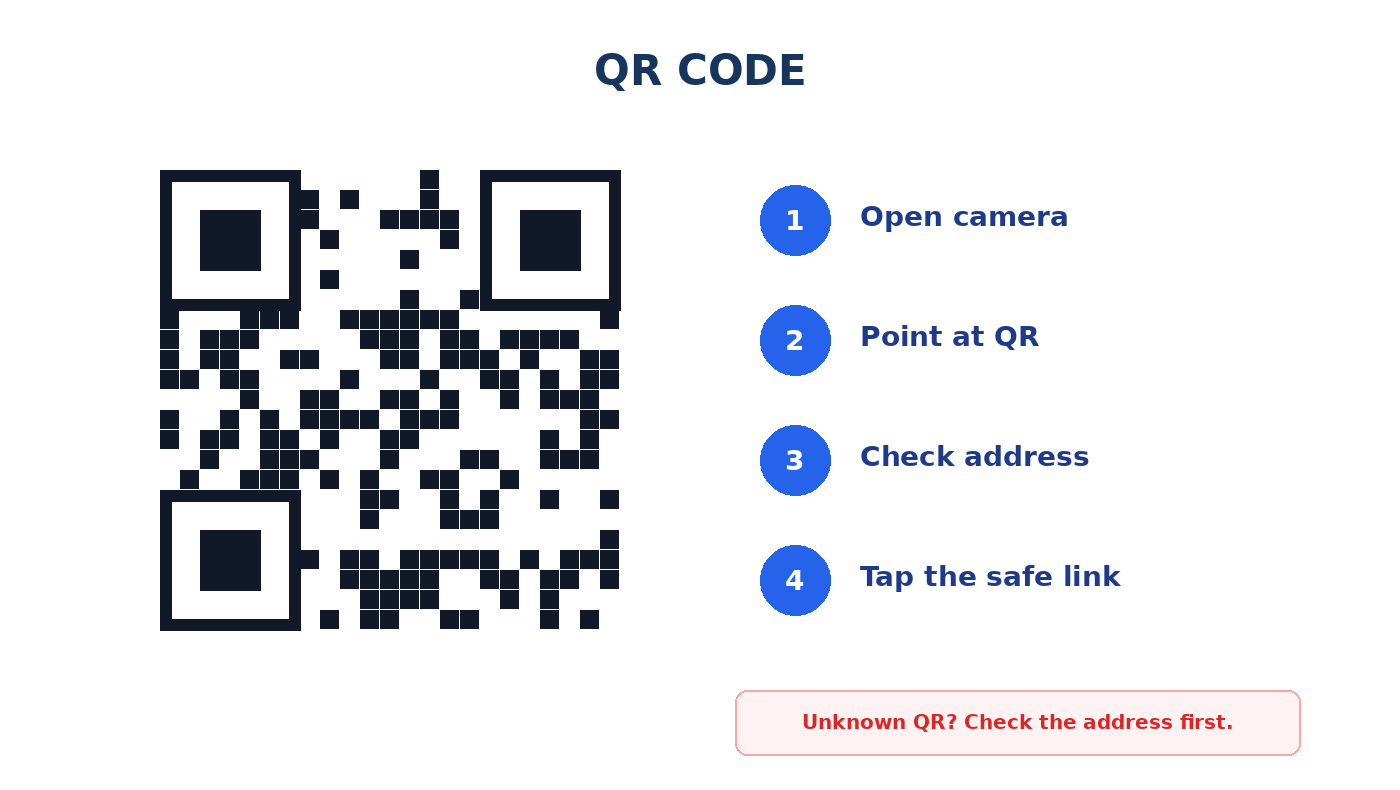 QR CODE
1 Open camera
2 Point at QR
3 Check address
4 Tap the safe link
Unknown QR? Check the address first.